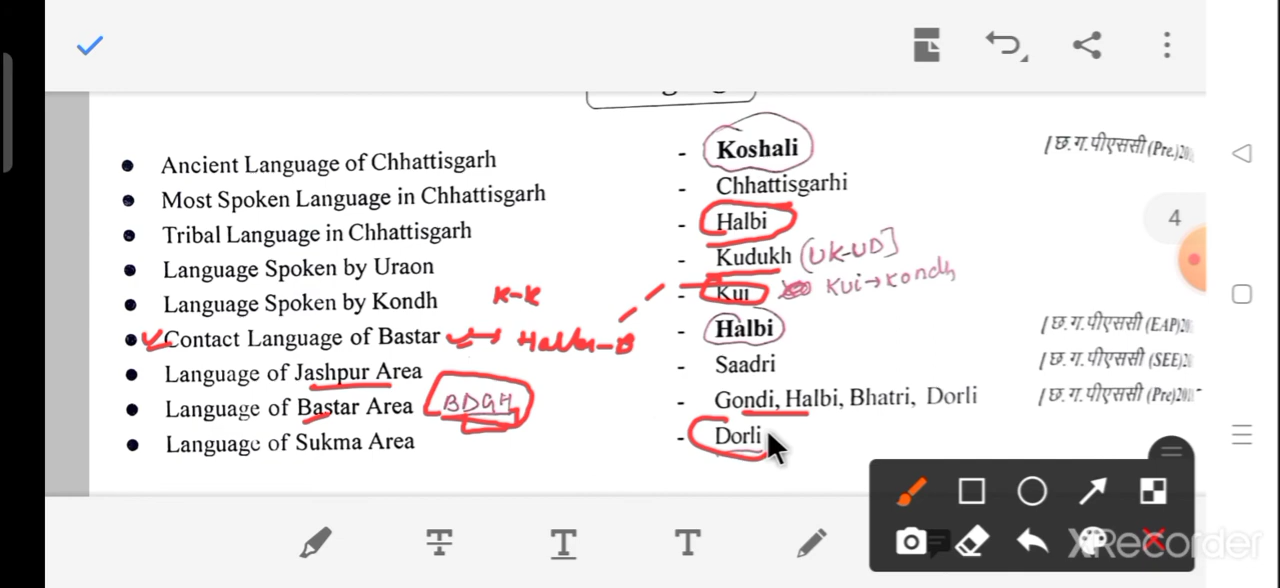 Ancient Language of Chhattisgarh - Koshali [छ.ग.पीएससी (Pre.)
Most Spoken Language in Chhattisgarh - Chhattisgarhi
Tribal Language in Chhattisgarh - Halbi
4
Language Spoken by Uraon - Kudukh (UK-UD]
Language Spoken by Kondh K-K - Kui Kui→Kondh
Contact Language of Bastar - Halbi [छ.ग.पीएससी (EAP)
Language of Jashpur Area - Saadri [छ.ग.पीएससी (SEE)
Language of Bastar Area BDGH - Gondi, Halbi, Bhatri, Dorli [छ.ग.पीएससी (Pre)
Language of Sukma Area - Dorli
T T T
XRecorder